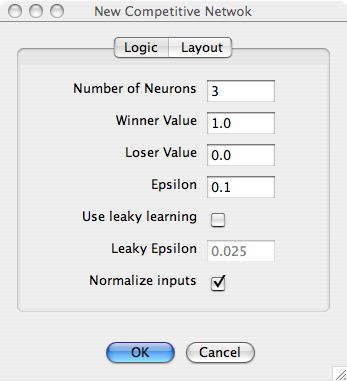 New Competitive Netwok
Logic Layout
Number of Neurons 3
Winner Value 1.0
Loser Value 0.0
Epsilon 0.1
Use leaky learning
Leaky Epsilon 0.025
Normalize inputs
OK Cancel